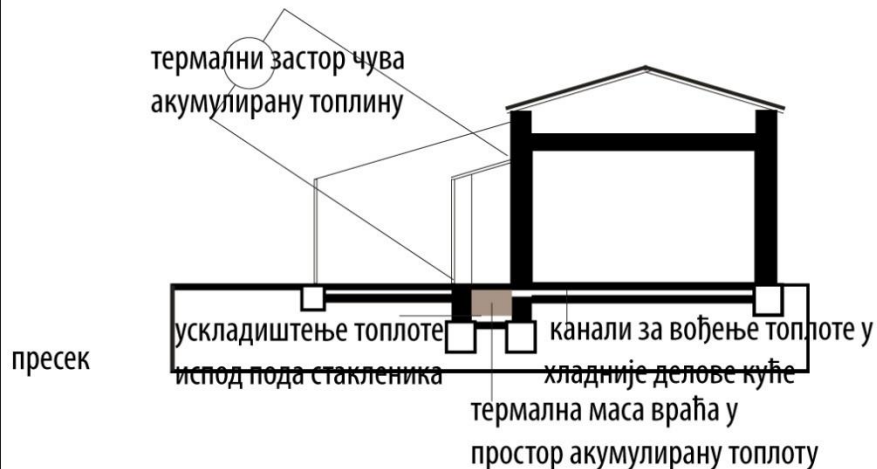 термални застор чува
акумулирану топлину
ускладиштење топлоте
испод пода стакленика
канали за вођење топлоте у
хладније делове куће
пресек
термална маса враћа у
простор акумулирану топлоту